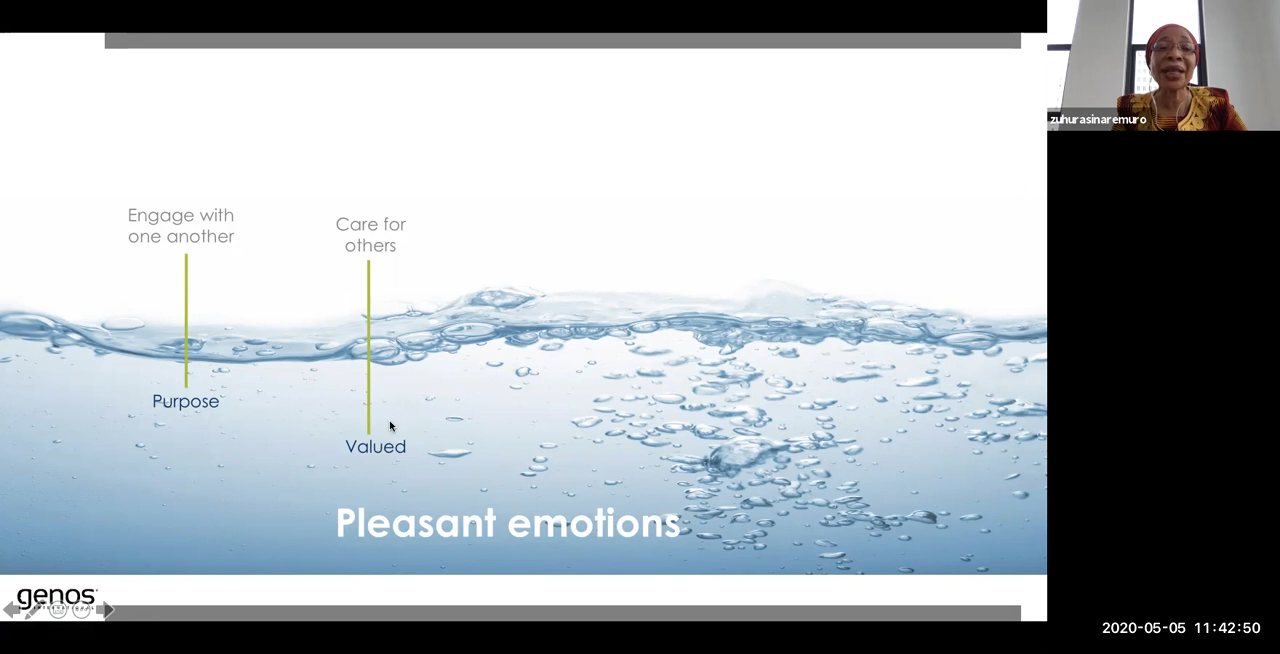 Engage with
one another
Care for
others
Purpose
Valued
Pleasant emotions
genos
INTERNATIONAL
zuhurasinaremuro
2020-05-05 11:42:50